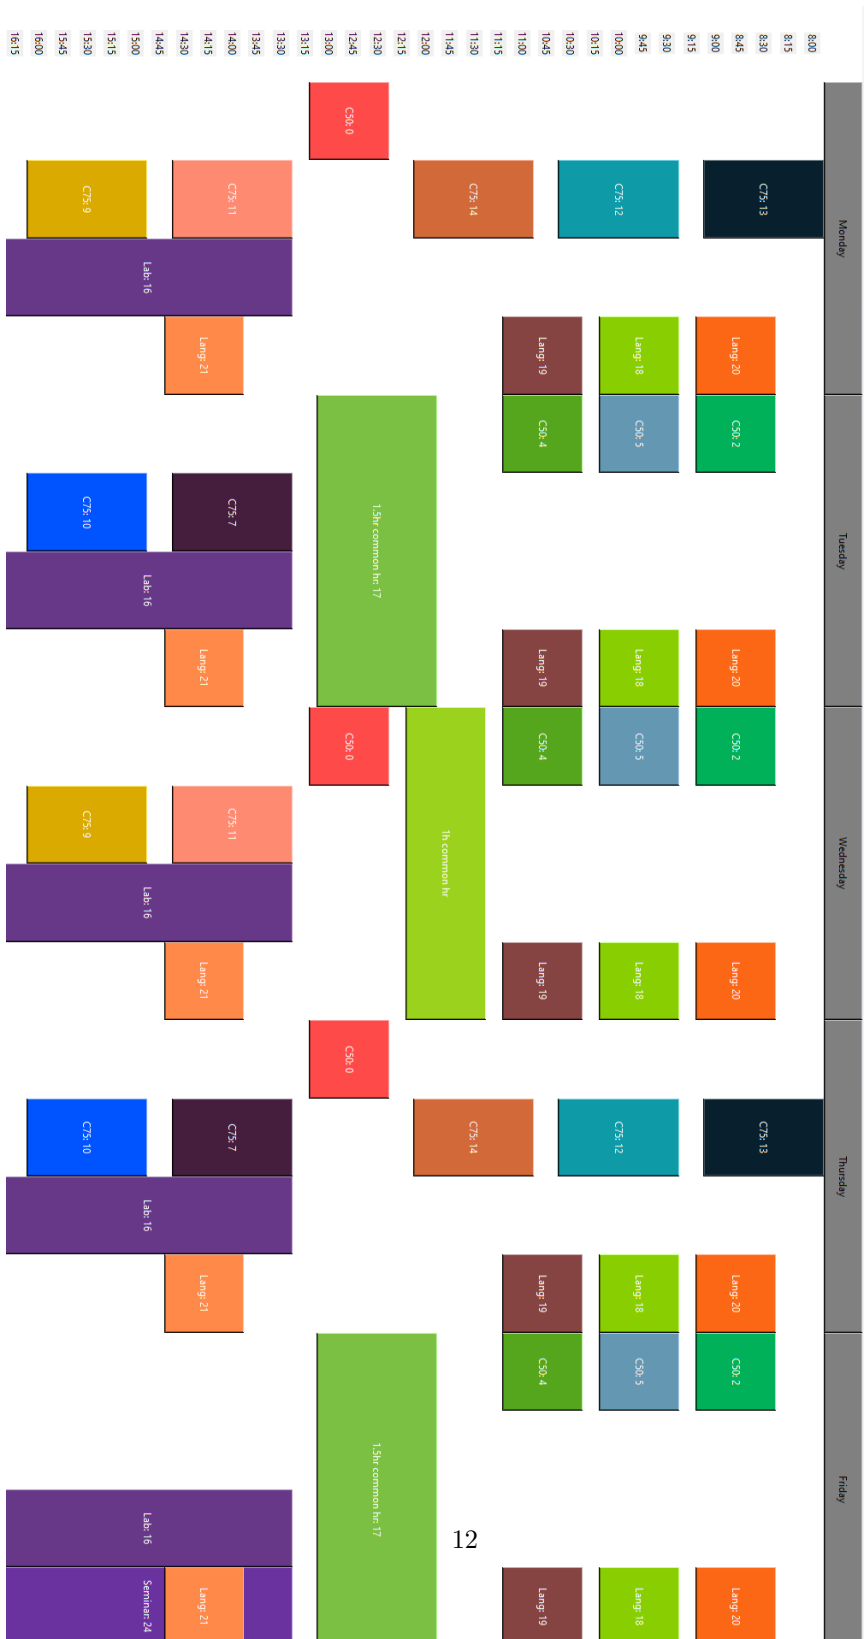 Monday
Tuesday
Wednesday
Thursday
Friday
8:00
8:15
8:30
8:45
9:00
9:15
9:30
9:45
10:00
10:15
10:30
10:45
11:00
11:15
11:30
11:45
12:00
12:15
12:30
12:45
13:00
13:15
13:30
13:45
14:00
14:15
14:30
14:45
15:00
15:15
15:30
15:45
16:00
16:15
C75: 13
C75: 13
Lang: 20
C50: 2
Lang: 20
C50: 2
Lang: 20
Lang: 20
C50: 2
Lang: 20
Lang: 18
C50: 5
Lang: 18
C50: 5
Lang: 18
Lang: 18
C50: 5
Lang: 18
C75: 12
C75: 12
Lang: 19
C50: 4
Lang: 19
C50: 4
Lang: 19
Lang: 19
C50: 4
Lang: 19
C75: 14
C75: 14
1h common hr
1.5hr common hr: 17
1.5hr common hr: 17
C50: 0
C50: 0
C50: 0
C75: 11
C75: 7
C75: 11
C75: 7
Lang: 21
Lang: 21
Lang: 21
Lang: 21
Lang: 21
Lab: 16
Lab: 16
Lab: 16
Lab: 16
Lab: 16
Seminar: 24
C75: 9
C75: 10
C75: 9
C75: 10
12